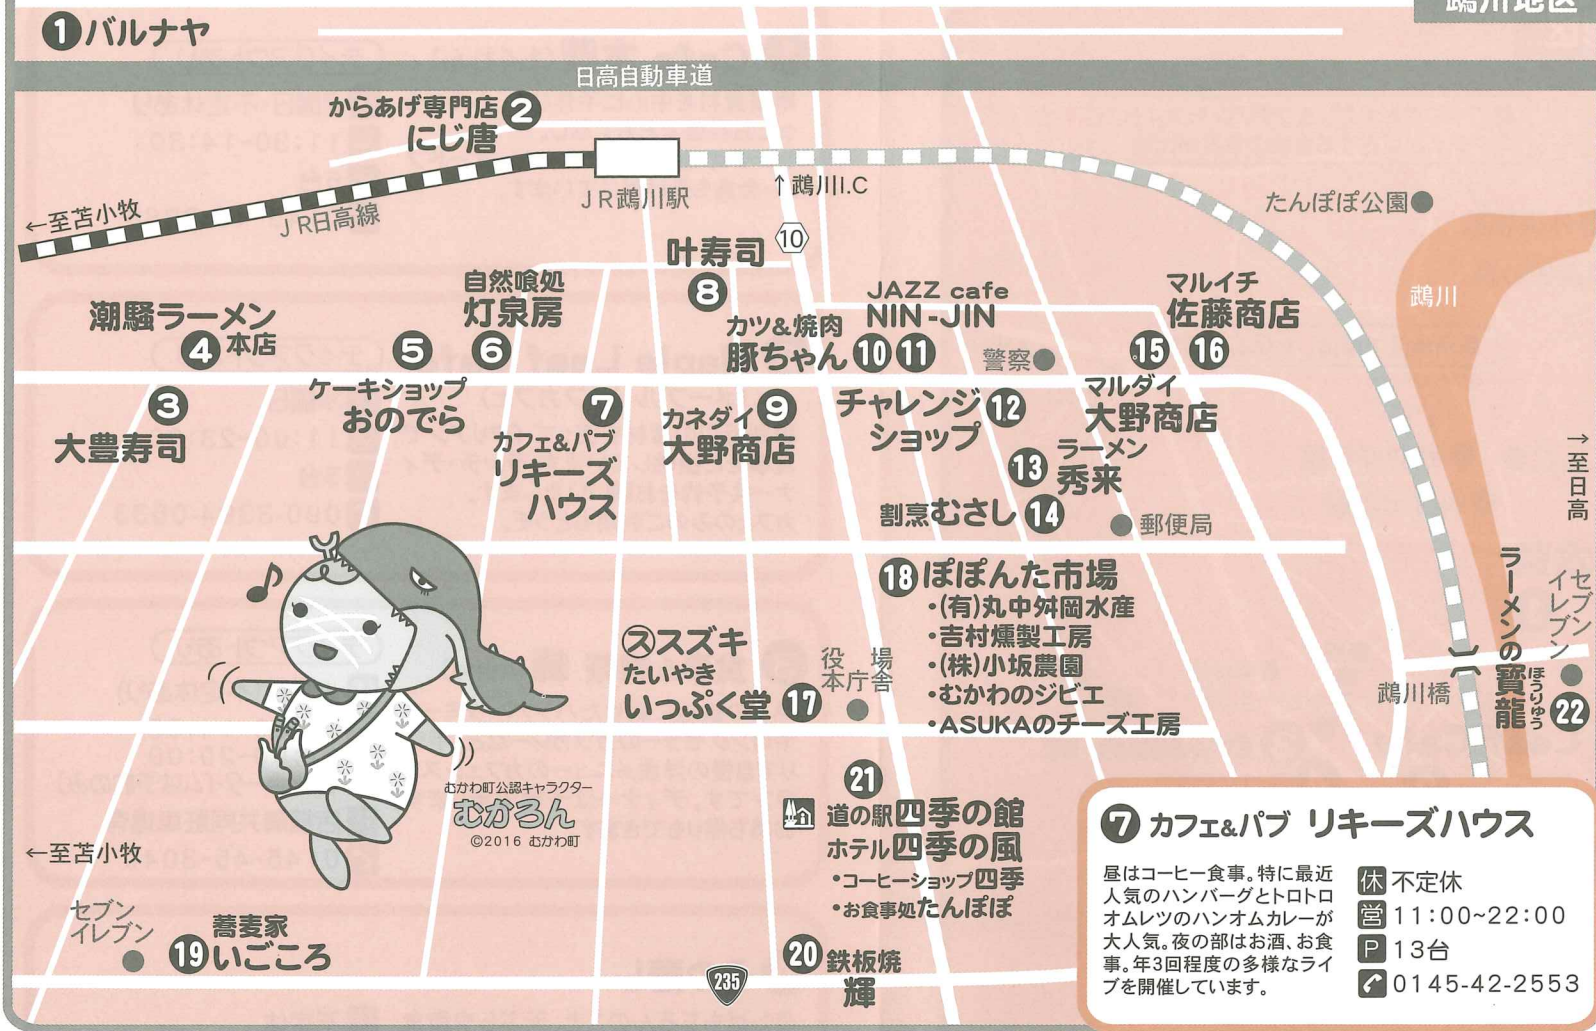 鵡川地区
❶バルナヤ
日高自動車道
からあげ専門店❷
にじ唐
←至苫小牧
JR日高線
JR鵡川駅
↑鵡川I.C
たんぽぽ公園
叶寿司
⑩
❽
自然喰処
灯泉房
❻
潮騒ラーメン
❹本店
❺
ケーキショップ
おのでら
❸
大豊寿司
❼
カフェ&パブ
リキーズ
ハウス
カツ&焼肉
豚ちゃん❿
JAZZ cafe
NIN-JIN
⓫
警察
マルイチ
佐藤商店
⓯
⓰
鵡川
カネダイ❾
大野商店
チャレンジ⓬
ショップ
マルダイ
大野商店
⓭ラーメン
秀来
割烹むさし⓮
郵便局
→至日高
⓲ぽぽんた市場
・(有)丸中舛岡水産
・吉村燻製工房
・(株)小坂農園
・むかわのジビエ
・ASUKAのチーズ工房
㋜スズキ
たいやき
いっぷく堂⓱
役場
本庁舎
鵡川橋
ラーメンの寳龍
ほうりゅう
セブン
イレブン
㉒
むかわ町公認キャラクター
むかろん
©2016 むかわ町
㉑
道の駅四季の館
ホテル四季の風
・コーヒーショップ四季
・お食事処たんぽぽ
←至苫小牧
セブン
イレブン
蕎麦家
⓳いごころ
235
⓴鉄板焼
輝
❼カフェ&パブ リキーズハウス
昼はコーヒー食事。特に最近
人気のハンバーグとトロトロ
オムレツのハンオムカレーが
大人気。夜の部はお酒、お食
事。年3回程度の多様なライ
ブを開催しています。
休 不定休
営 11:00~22:00
P 13台
0145-42-2553